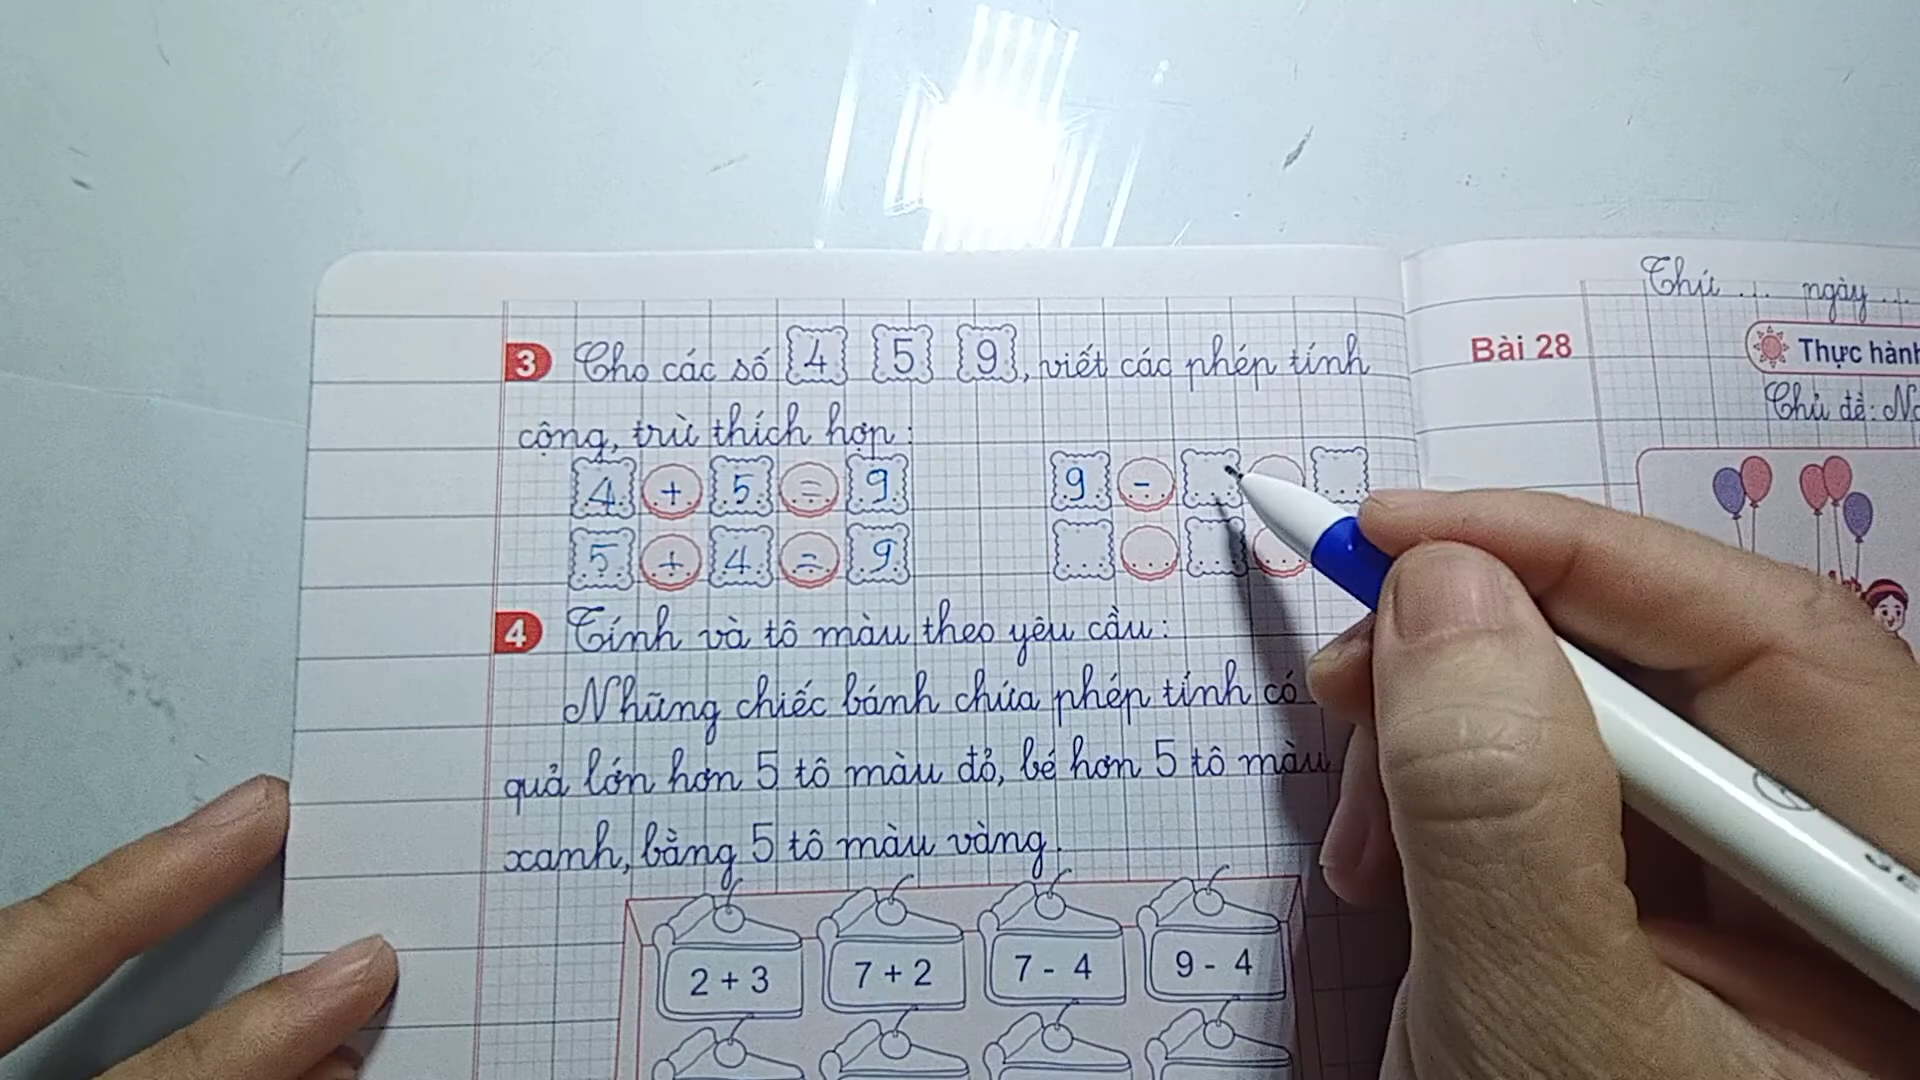 3 Cho các số 4 5 9, viết các phép tính
cộng, trừ thích hợp:
4 + 5 = 9 9 -
5 + 4 = 9
4 Tính và tô màu theo yêu cầu:
Những chiếc bánh chứa phép tính có
quả lớn hơn 5 tô màu đỏ, bé hơn 5 tô màu
xanh, bằng 5 tô màu vàng.
2 + 3 7 + 2 7 - 4 9 - 4
Thứ ... ngày ...
Bài 28
Thực hành
Chủ đề: